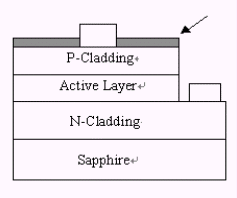 P-Cladding
Active Layer
N-Cladding
Sapphire